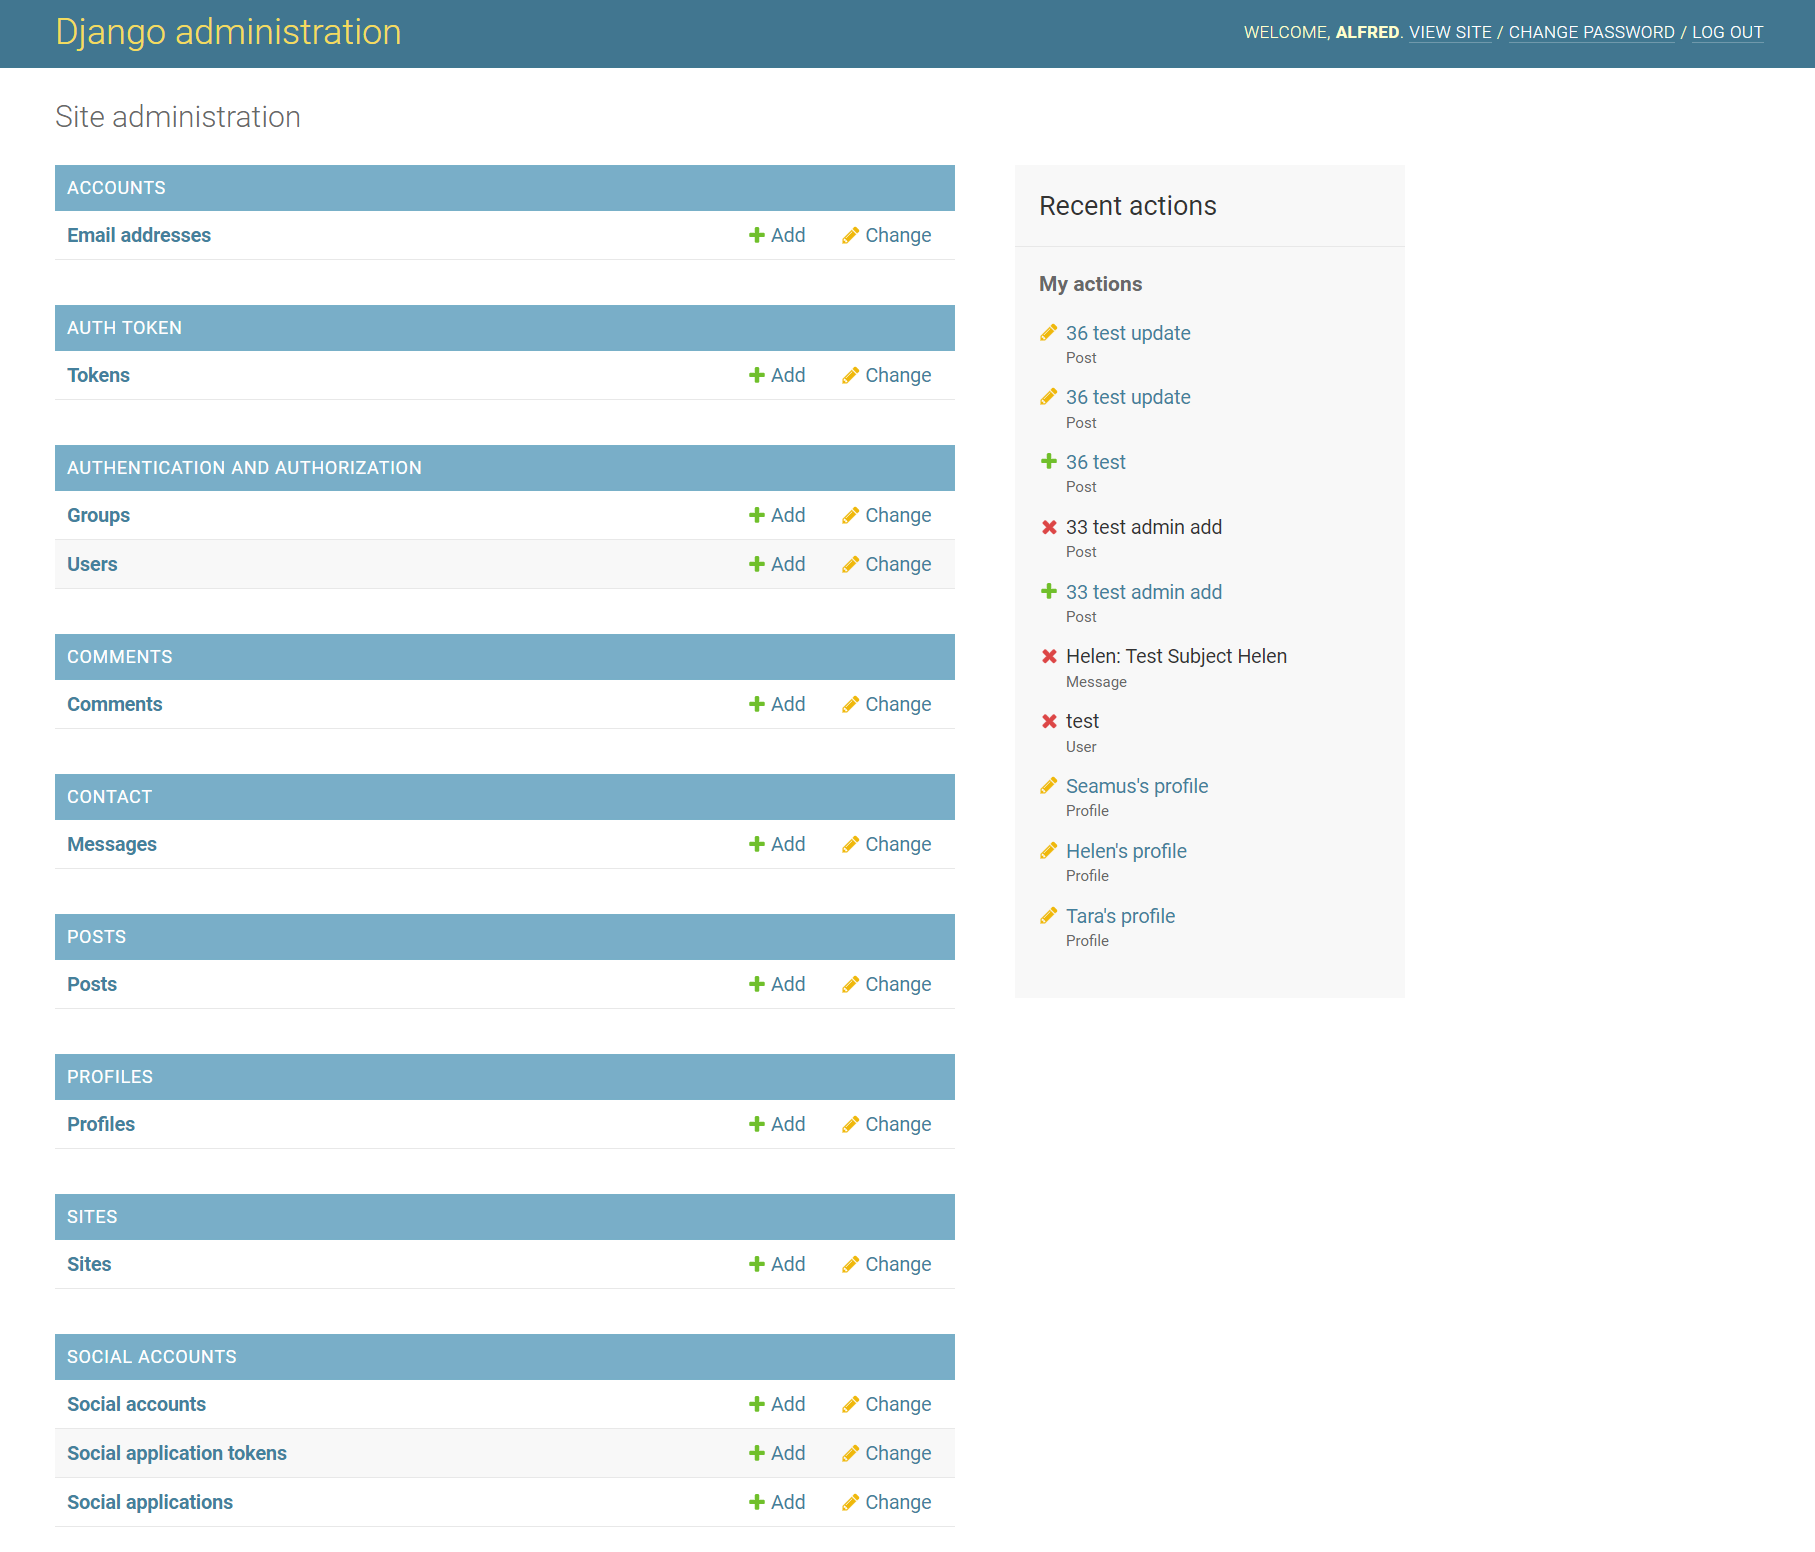 Django administration
WELCOME, ALFRED. VIEW SITE / CHANGE PASSWORD / LOG OUT
Site administration
ACCOUNTS
Email addresses Add Change
AUTH TOKEN
Tokens Add Change
AUTHENTICATION AND AUTHORIZATION
Groups Add Change
Users Add Change
COMMENTS
Comments Add Change
CONTACT
Messages Add Change
POSTS
Posts Add Change
PROFILES
Profiles Add Change
SITES
Sites Add Change
SOCIAL ACCOUNTS
Social accounts Add Change
Social application tokens Add Change
Social applications Add Change
Recent actions
My actions
36 test update
Post
36 test update
Post
36 test
Post
33 test admin add
Post
33 test admin add
Post
Helen: Test Subject Helen
Message
test
User
Seamus's profile
Profile
Helen's profile
Profile
Tara's profile
Profile